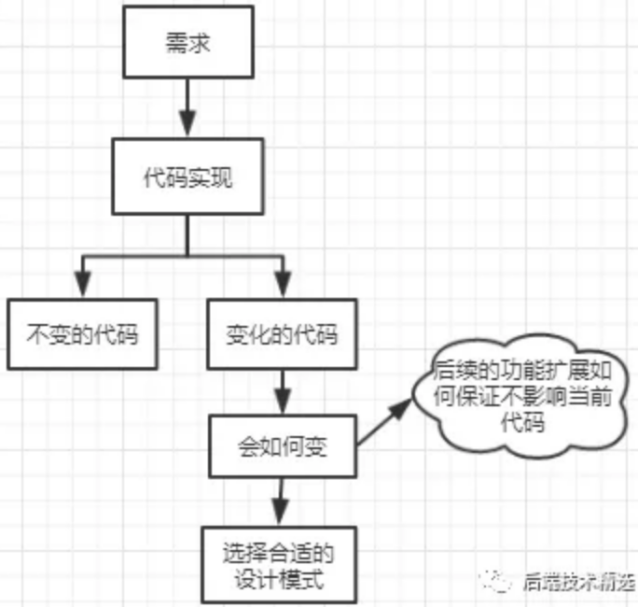 需求
代码实现
不变的代码
变化的代码
后续的功能扩展如
何保证不影响当前
代码
会如何变
选择合适的
设计模式
后端技术精选